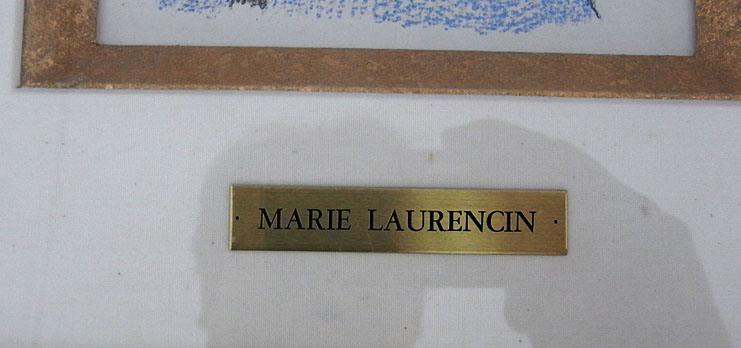 · MARIE LAURENCIN ·